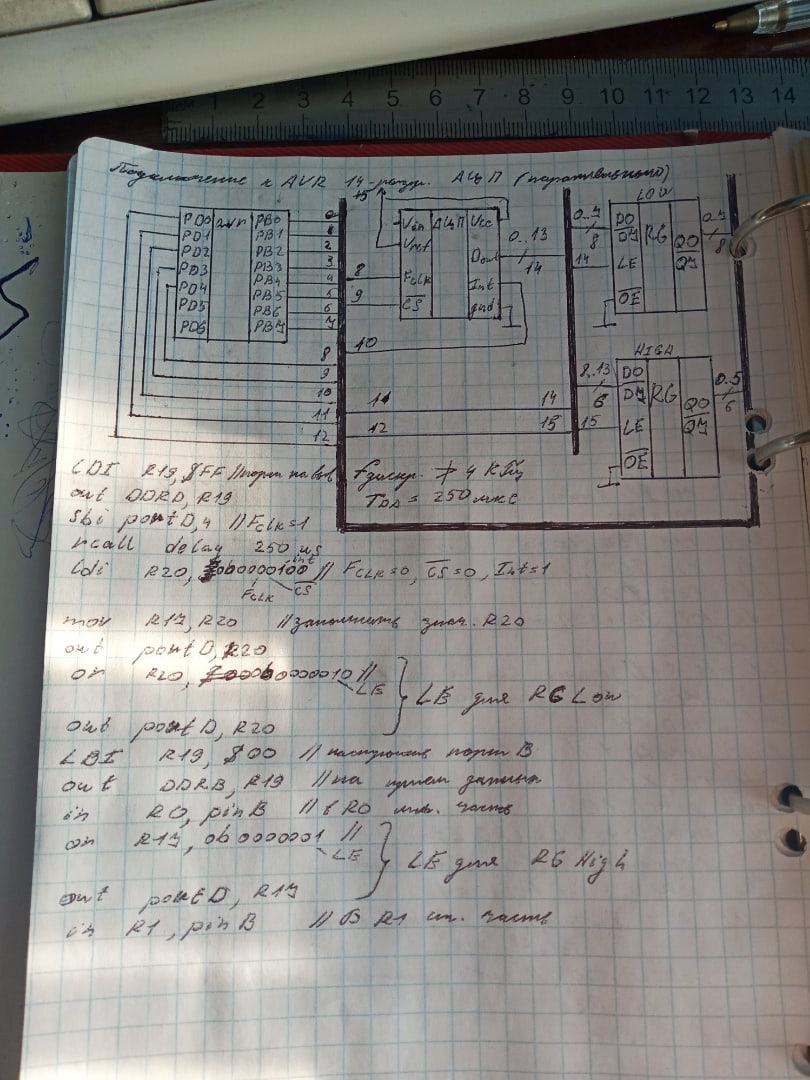 1 2 3 4 5 6 7 8 9 10 11 12 13 14
Подключение к AVR 14-разр. АЦП (параллельного)
PD0 PB0 0
PD1 PB1 1
PD2 PB2 2
PD3 PB3 3
PD4 PB4 4
PD5 PB5 5
PD6 PB6 6
PB7 7
8
9
10
11
12
15
Vin АЦП Vcc
Vref
Dout 0..13
14
8 FCLK Int
9 CS gnd
10
14 14
12 15
LOW
0..7 D0 RG 0..7
8 D7 Q0 8
14 LE Q7
OE
HIGH
8..13 D0 RG 0..5
6 D7 Q0 6
15 LE Q7
OE
Fдискр. 4 КГц
= 250 мкс
LDI R19, $FF //порт на выв
out DDRD, R19
sbi portD, 4 // FCLK=1
rcall delay 250 us
ldi R20, 0b00000100 // FCLK=0, CS=0, Int=1
int
FCLK CS
mov R17, R20 //запомнить знач. R20
out portD, R20
or R20, 0b00000010 //
LE
LE для RG Low
out portD, R20
LDI R19, $00 // настроить порт B
out DDRB, R19 // на прием данных
in R0, pinB // в R0 мл. часть
or R17, 0b0000001 //
LE
LE для RG High
out portD, R17
in R1, pinB // В R1 ст. часть